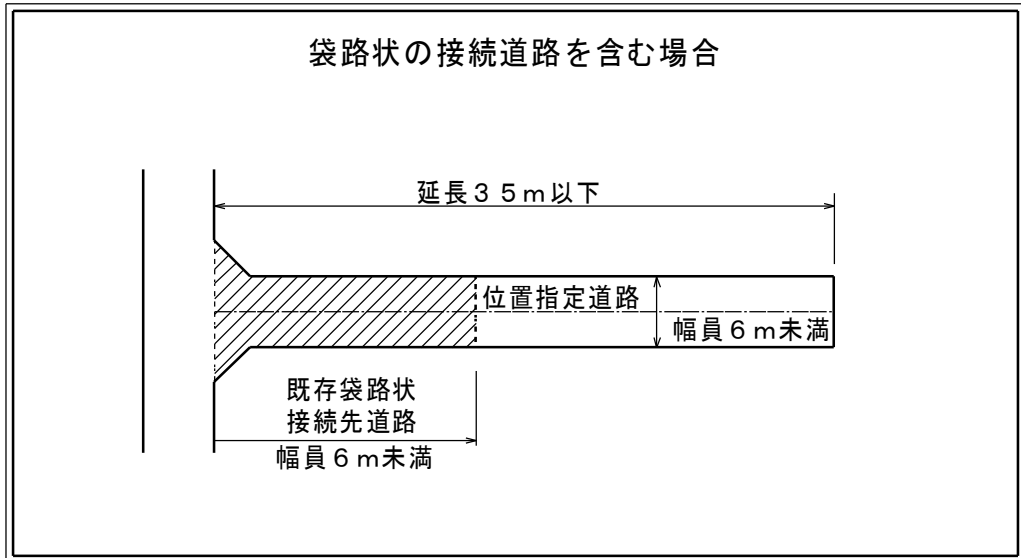 袋路状の接続道路を含む場合
延長３５ｍ以下
位置指定道路
幅員６ｍ未満
既存袋路状
接続先道路
幅員６ｍ未満